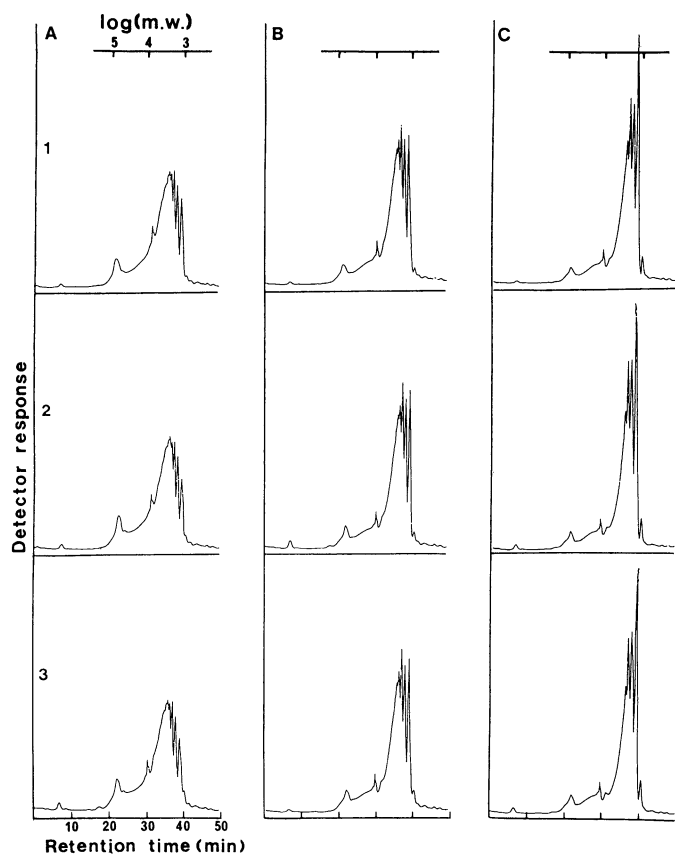 A
log(m.w.)
5 4 3
B
C
1
2
3
Detector response
10 20 30 40 50
Retention time (min)